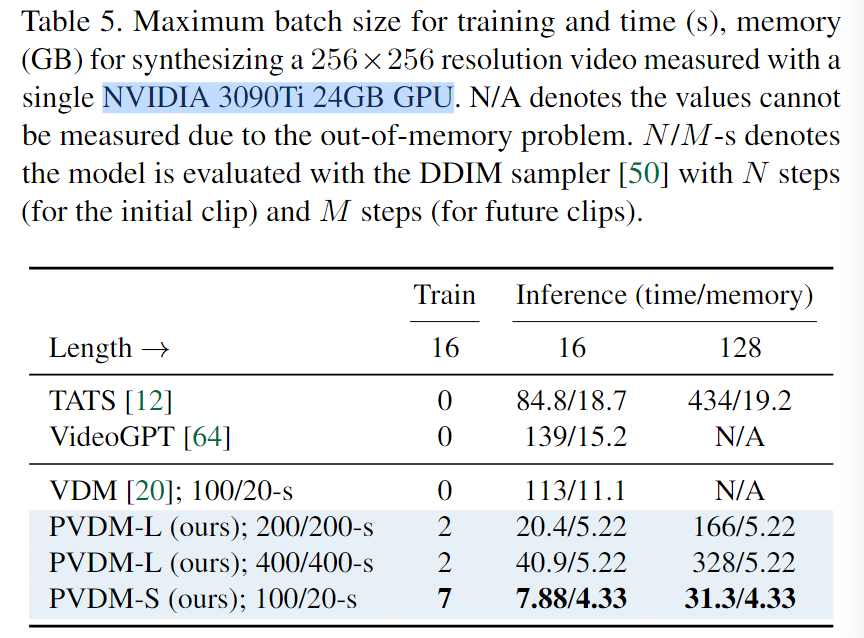 Table 5. Maximum batch size for training and time (s), memory
(GB) for synthesizing a 256×256 resolution video measured with a
single NVIDIA 3090Ti 24GB GPU. N/A denotes the values cannot
be measured due to the out-of-memory problem. N/M-s denotes
the model is evaluated with the DDIM sampler [50] with N steps
(for the initial clip) and M steps (for future clips).
Train Inference (time/memory)
Length → 16 16 128
TATS [12] 0 84.8/18.7 434/19.2
VideoGPT [64] 0 139/15.2 N/A
VDM [20]; 100/20-s 0 113/11.1 N/A
PVDM-L (ours); 200/200-s 2 20.4/5.22 166/5.22
PVDM-L (ours); 400/400-s 2 40.9/5.22 328/5.22
PVDM-S (ours); 100/20-s 7 7.88/4.33 31.3/4.33